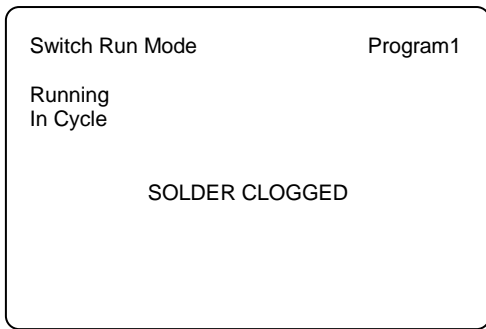 Switch Run Mode Program1
Running
In Cycle
SOLDER CLOGGED